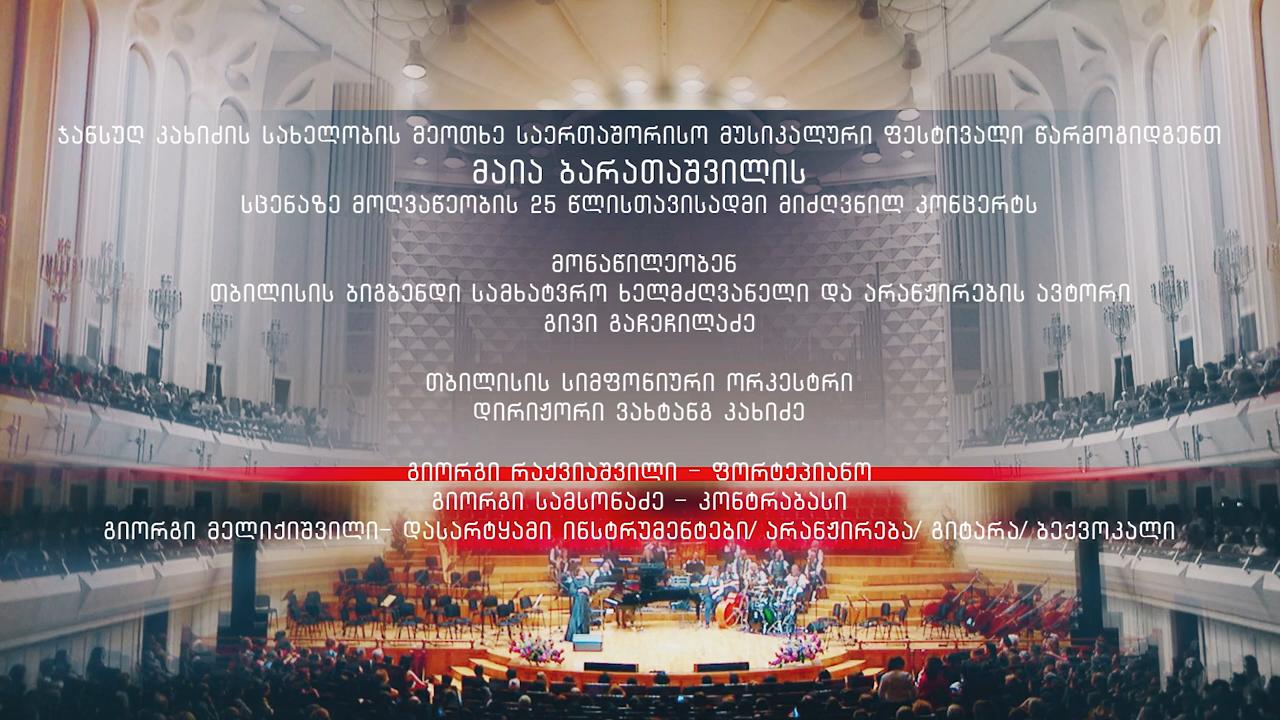 ჯანსუღ კახიძის სახელობის მეოთხე საერთაშორისო მუსიკალური ფესტივალი წარმოგიდგენთ
მაია ბარათაშვილის
სცენაზე მოღვაწეობის 25 წლისთავისადმი მიძღვნილ კონცერტს
მონაწილეობენ
თბილისის ბიგბენდი სამხატვრო ხელმძღვანელი და არანჟირების ავტორი
გივი გაჩეჩილაძე
თბილისის სიმფონიური ორკესტრი
დირიჟორი ვახტანგ კახიძე
გიორგი რაქვიაშვილი - ფორტეპიანო
გიორგი სამსონაძე - კონტრაბასი
გიორგი მელიქიშვილი- დასარტყამი ინსტრუმენტები/ არანჟირება/ გიტარა/ ბექვოკალი